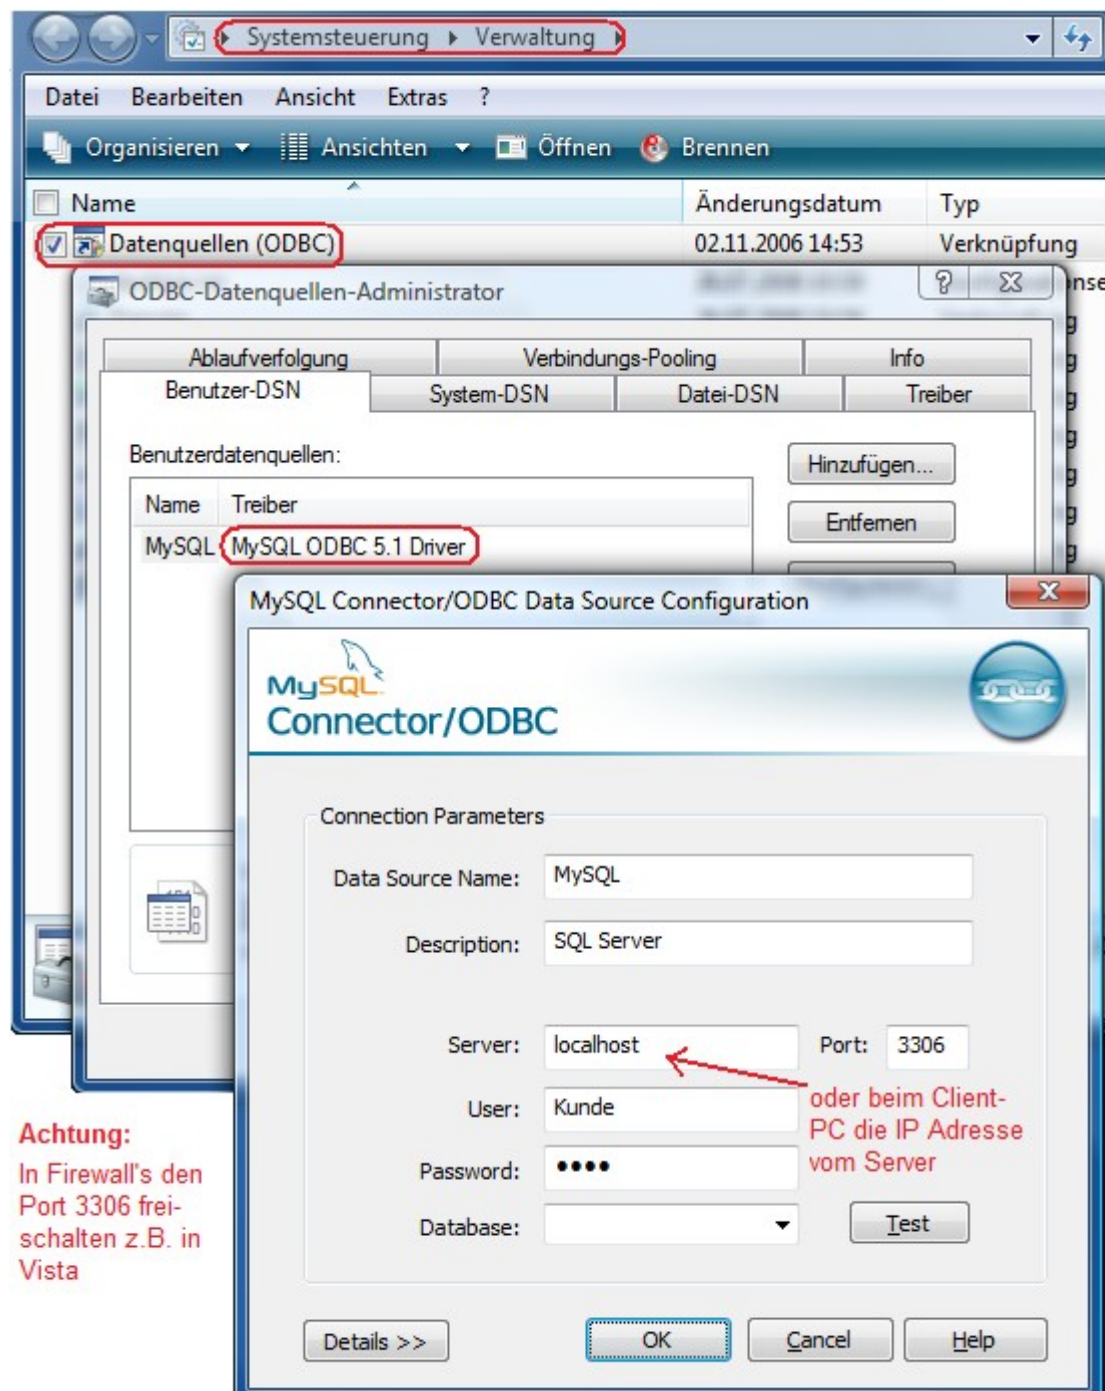 Systemsteuerung Verwaltung
Datei Bearbeiten Ansicht Extras ?
Organisieren Ansichten Öffnen Brennen
Name Änderungsdatum Typ
Datenquellen (ODBC) 02.11.2006 14:53 Verknüpfung
ODBC-Datenquellen-Administrator
Ablaufverfolgung Verbindungs-Pooling Info
Benutzer-DSN System-DSN Datei-DSN Treiber
Benutzerdatenquellen:
Hinzufügen...
Name Treiber
Entfernen
MySQL MySQL ODBC 5.1 Driver
MySQL Connector/ODBC Data Source Configuration
MySQL
Connector/ODBC
Connection Parameters
Data Source Name: MySQL
Description: SQL Server
Server: localhost Port: 3306
User: Kunde
oder beim Client-
PC die IP Adresse
vom Server
Password: ●●●●
Database:
Test
Details >> OK Cancel Help
Achtung:
In Firewall's den
Port 3306 frei-
schalten z.B. in
Vista